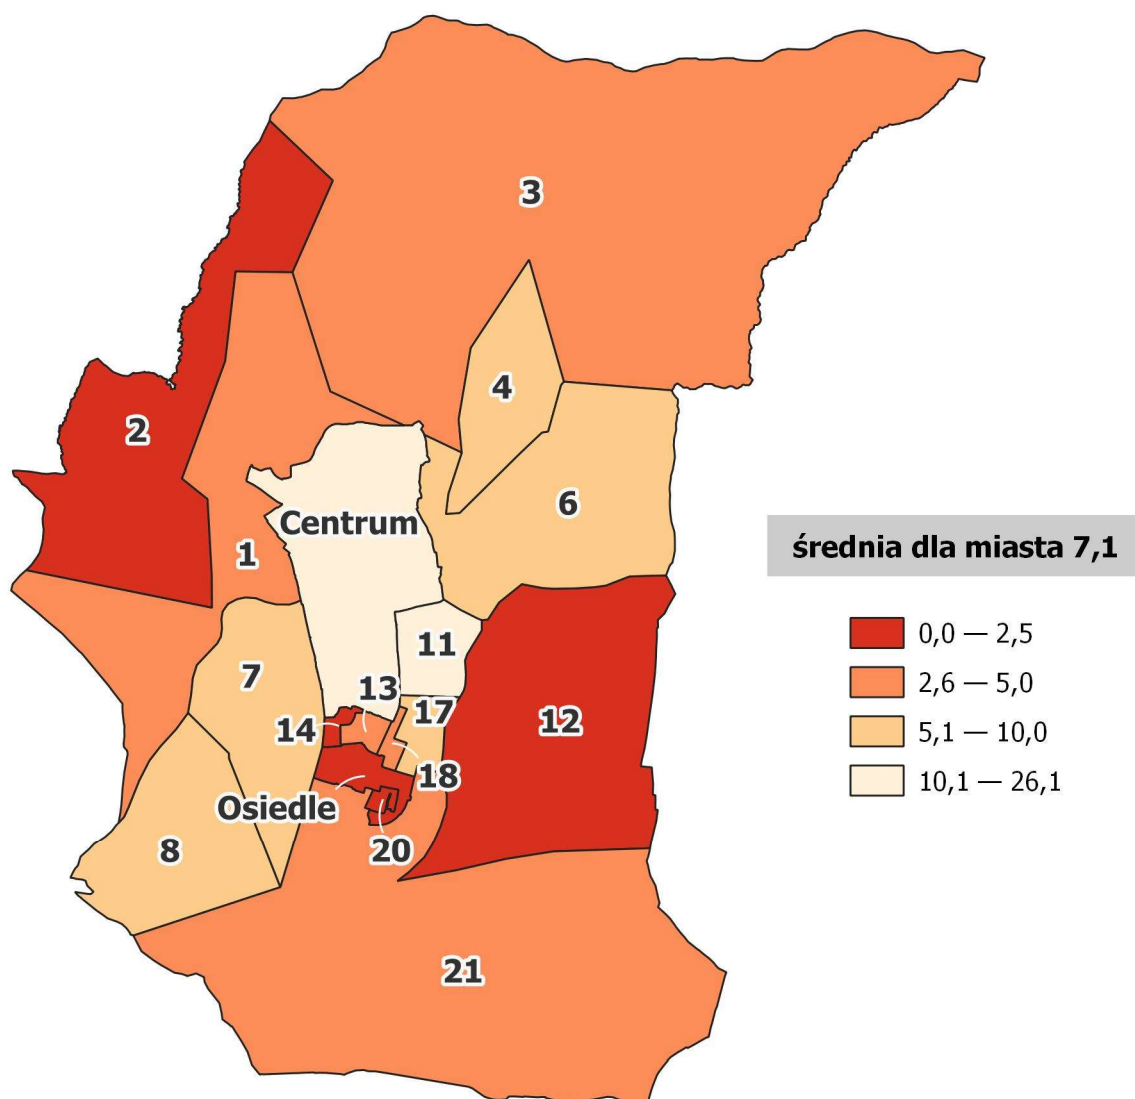 3
4
2
6
Centrum
średnia dla miasta 7,1
1
0,0 — 2,5
11
7
2,6 — 5,0
13
17
12
14
5,1 — 10,0
18
10,1 — 26,1
Osiedle
8
20
21